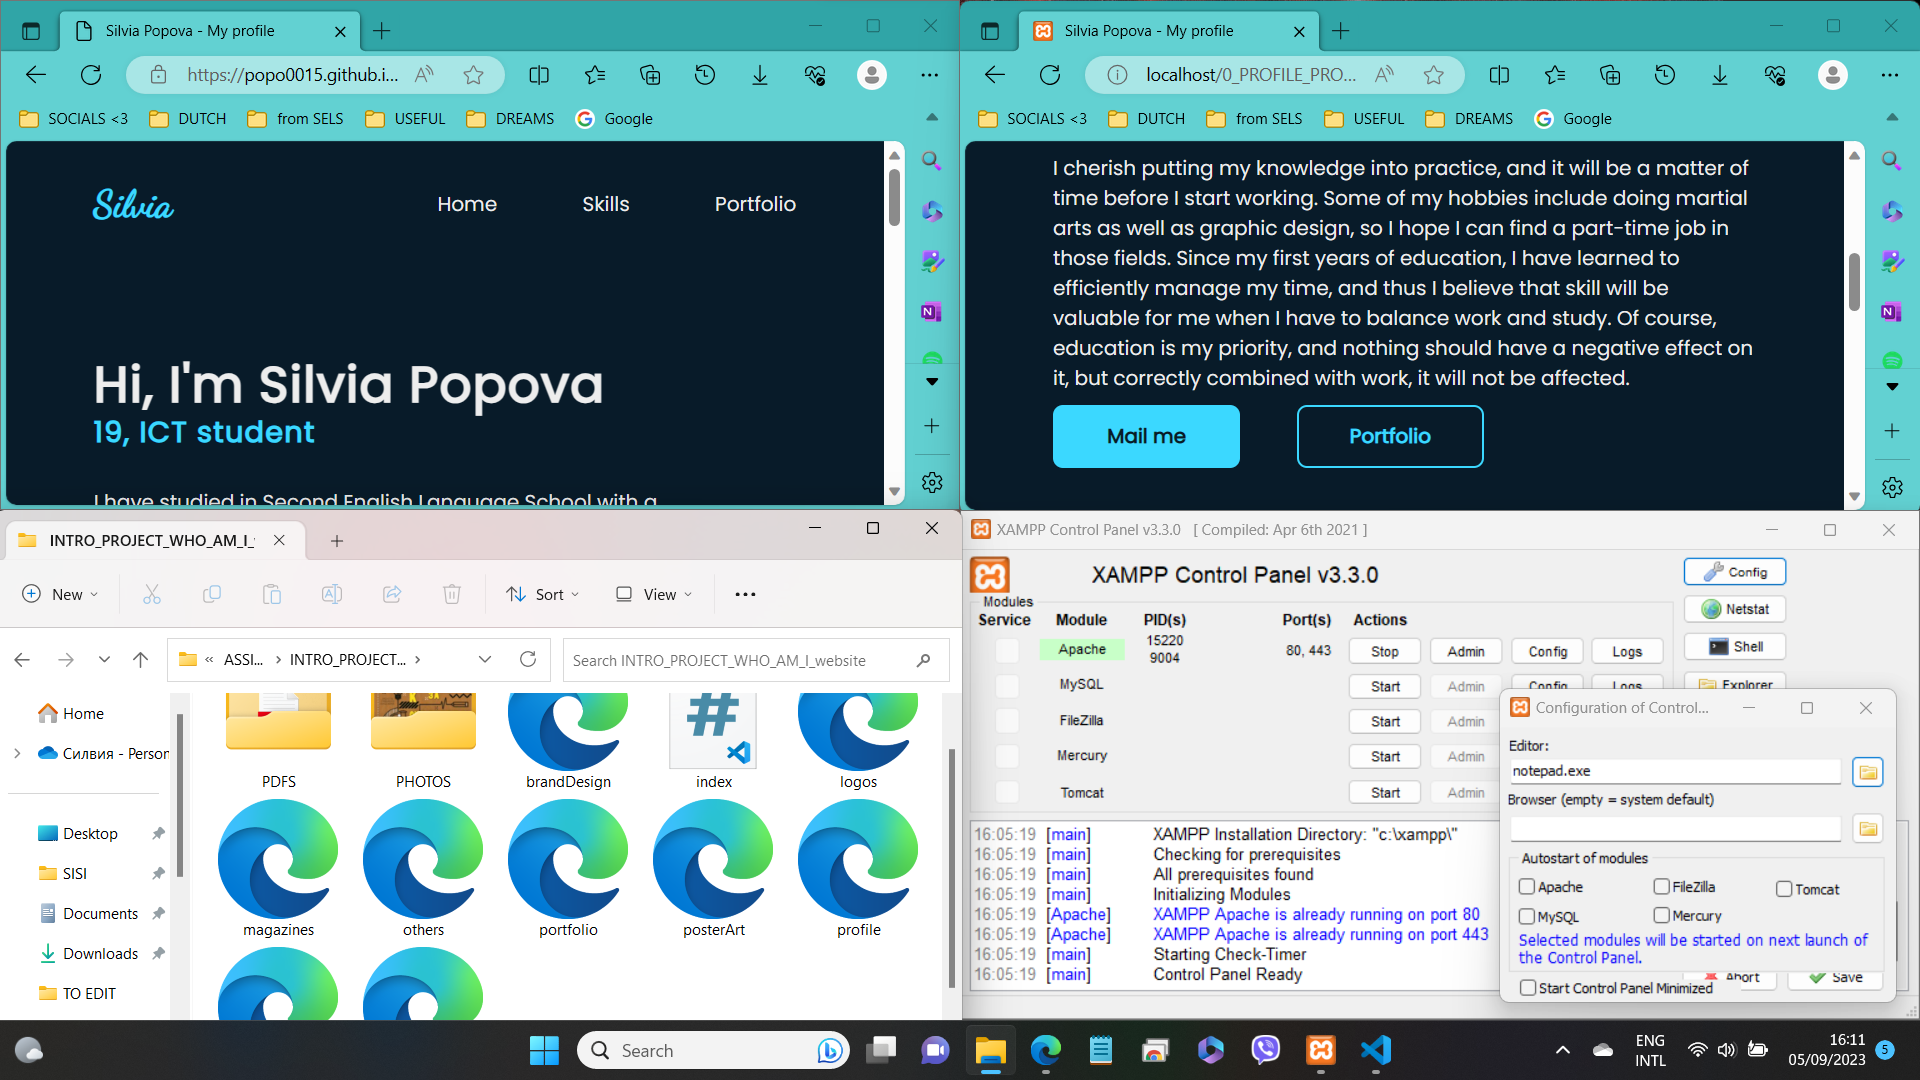 Silvia Popova - My profile
https://popo0015.github.i...
SOCIALS <3
DUTCH
from SELS
USEFUL
DREAMS
Google
Silvia
Home
Skills
Portfolio
Hi, I'm Silvia Popova
19, ICT student
I have studied in Second English Language School with a
Silvia Popova - My profile
localhost/0_PROFILE_PRO...
SOCIALS <3
DUTCH
from SELS
USEFUL
DREAMS
Google
I cherish putting my knowledge into practice, and it will be a matter of
time before I start working. Some of my hobbies include doing martial
arts as well as graphic design, so I hope I can find a part-time job in
those fields. Since my first years of education, I have learned to
efficiently manage my time, and thus I believe that skill will be
valuable for me when I have to balance work and study. Of course,
education is my priority, and nothing should have a negative effect on
it, but correctly combined with work, it will not be affected.
Mail me
Portfolio
INTRO_PROJECT_WHO_AM_I_
New
Sort
View
« ASSI... > INTRO_PROJECT... >
Search INTRO_PROJECT_WHO_AM_I_website
Home
Силвия - Person
Desktop
SISI
Documents
Downloads
TO EDIT
PDFS
PHOTOS
brandDesign
index
logos
magazines
others
portfolio
posterArt
profile
XAMPP Control Panel v3.3.0 [ Compiled: Apr 6th 2021 ]
XAMPP Control Panel v3.3.0
Modules
Service Module PID(s) Port(s) Actions
Apache 15220 9004 80, 443 Stop Admin Config Logs
MySQL Start Admin Config Logs
FileZilla Start Admin
Mercury Start Admin
Tomcat Start Admin
Config
Netstat
Shell
Explorer
16:05:19 [main] XAMPP Installation Directory: "c:\xampp\"
16:05:19 [main] Checking for prerequisites
16:05:19 [main] All prerequisites found
16:05:19 [main] Initializing Modules
16:05:19 [Apache] XAMPP Apache is already running on port 80
16:05:19 [Apache] XAMPP Apache is already running on port 443
16:05:19 [main] Starting Check-Timer
16:05:19 [main] Control Panel Ready
Configuration of Control...
Editor:
notepad.exe
Browser (empty = system default)
Autostart of modules
Apache FileZilla Tomcat
MySQL Mercury
Selected modules will be started on next launch of
the Control Panel.
Start Control Panel Minimized
Abort
Save
Search
ENG
INTL
16:11
05/09/2023
5